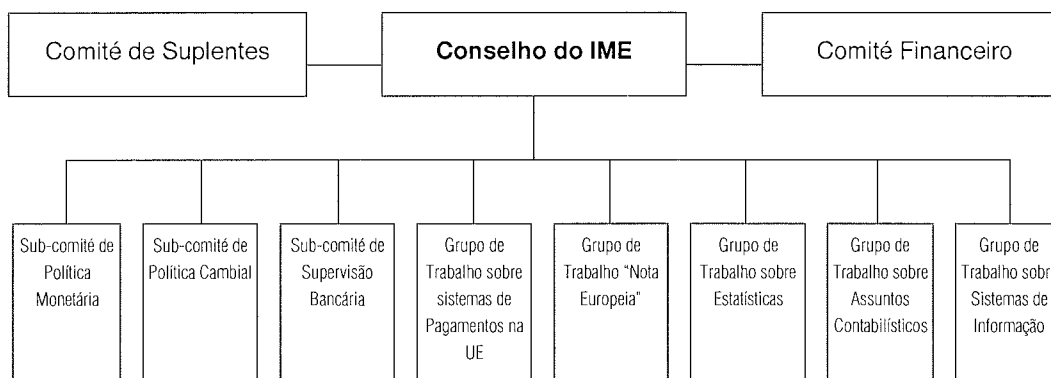 Comité de Suplentes
Conselho do IME
Comité Financeiro
Sub-comité de
Política
Monetária
Sub-comité de
Política Cambial
Sub-comité de
Supervisão
Bancária
Grupo de
Trabalho sobre
sistemas de
Pagamentos na
UE
Grupo de
Trabalho "Nota
Europeia"
Grupo de
Trabalho sobre
Estatísticas
Grupo de
Trabalho sobre
Assuntos
Contabilísticos
Grupo de
Trabalho sobre
Sistemas de
Informação